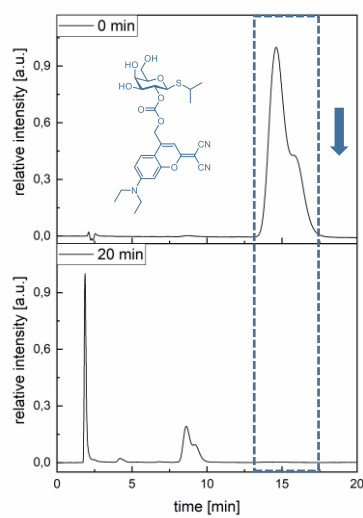 0 min
relative intensity [a.u.]
0,9
0,6
0,3
0,0
HO
OH
HO
O
S
O
O
O
CN
O
CN
N
20 min
relative intensity [a.u.]
0,9
0,6
0,3
0,0
0
5
10
15
20
time [min]